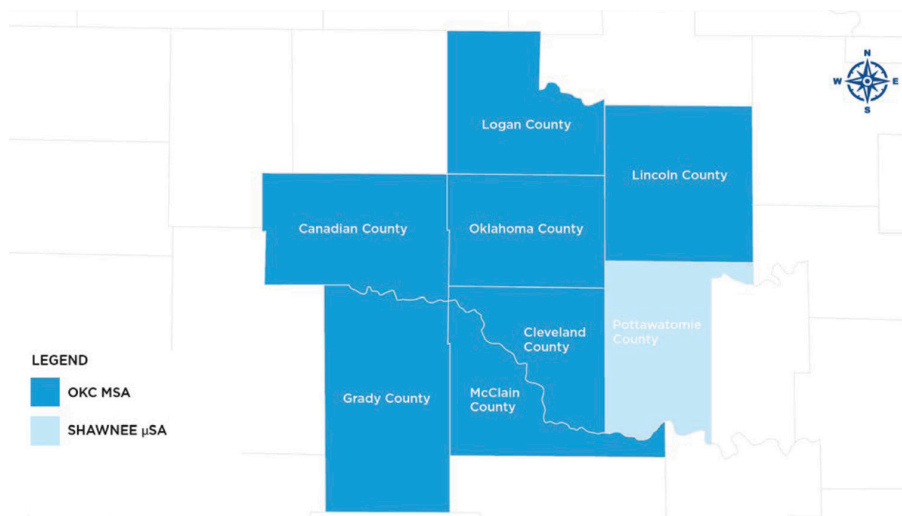 N
W E
S
Logan County
Lincoln County
Canadian County
Oklahoma County
Cleveland
County
Pottawatomie
County
McClain
County
Grady County
LEGEND
OKC MSA
SHAWNEE µSA